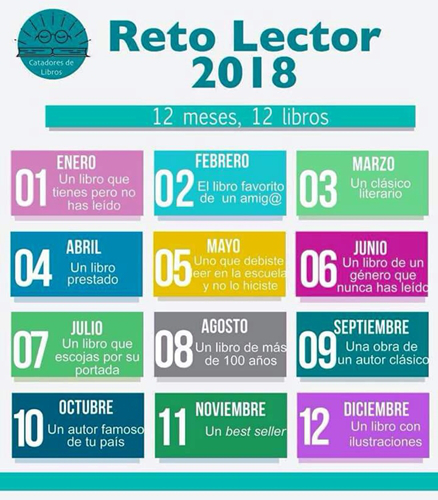 Catadores de
Libros
Reto Lector
2018
12 meses, 12 libros
01
ENERO
Un libro que
tienes pero no
has leído
02
FEBRERO
El libro favorito
de un amig@
03
MARZO
Un clásico
literario
04
ABRIL
Un libro
prestado
05
MAYO
Uno que debiste
leer en la escuela
y no lo hiciste
06
JUNIO
Un libro de un
género que
nunca has leído
07
JULIO
Un libro que
escojas por su
portada
08
AGOSTO
Un libro de más
de 100 años
09
SEPTIEMBRE
Una obra de
un autor clásico
10
OCTUBRE
Un autor famoso
de tu país
11
NOVIEMBRE
Un best seller
12
DICIEMBRE
Un libro con
ilustraciones